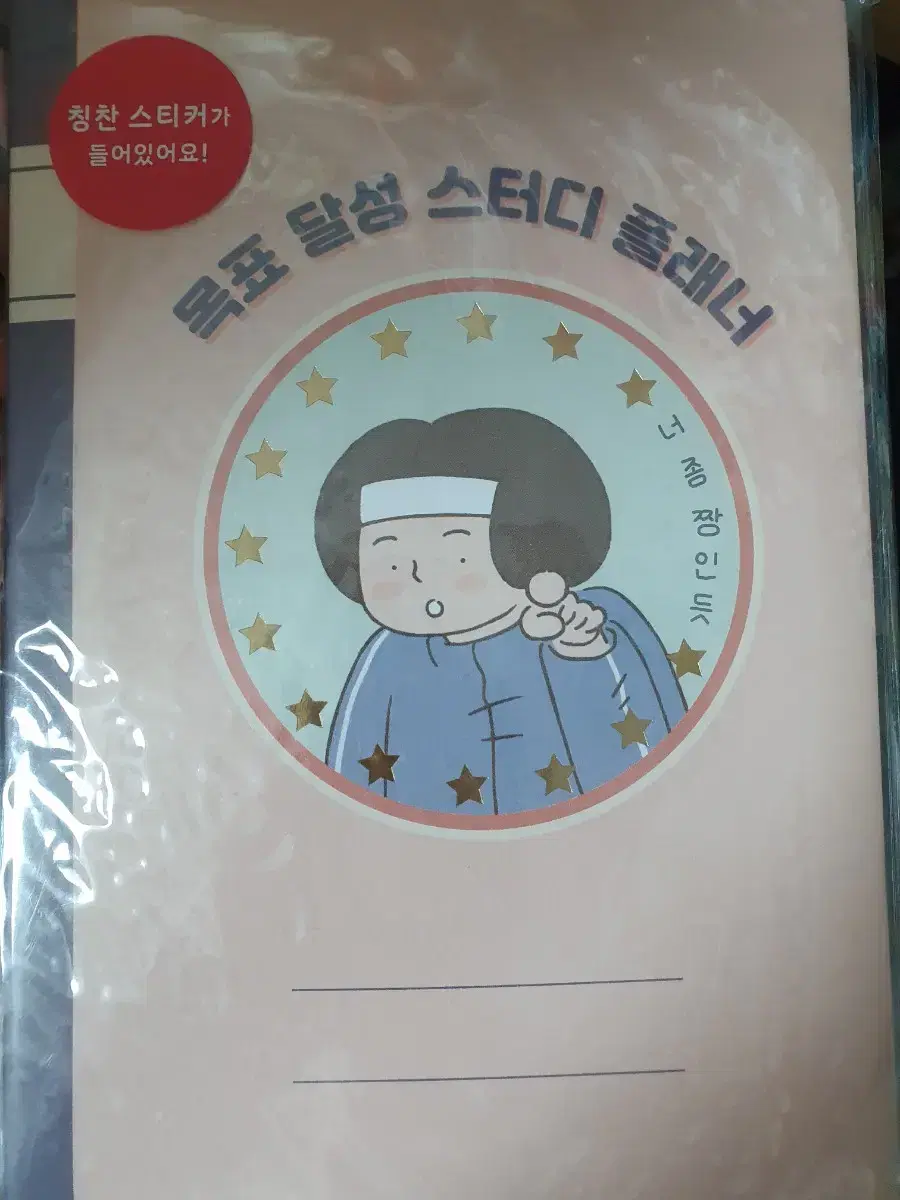 칭찬 스티커가
들어있어요!
목표 달성 스터디 플래너
너 좀 짱인듯